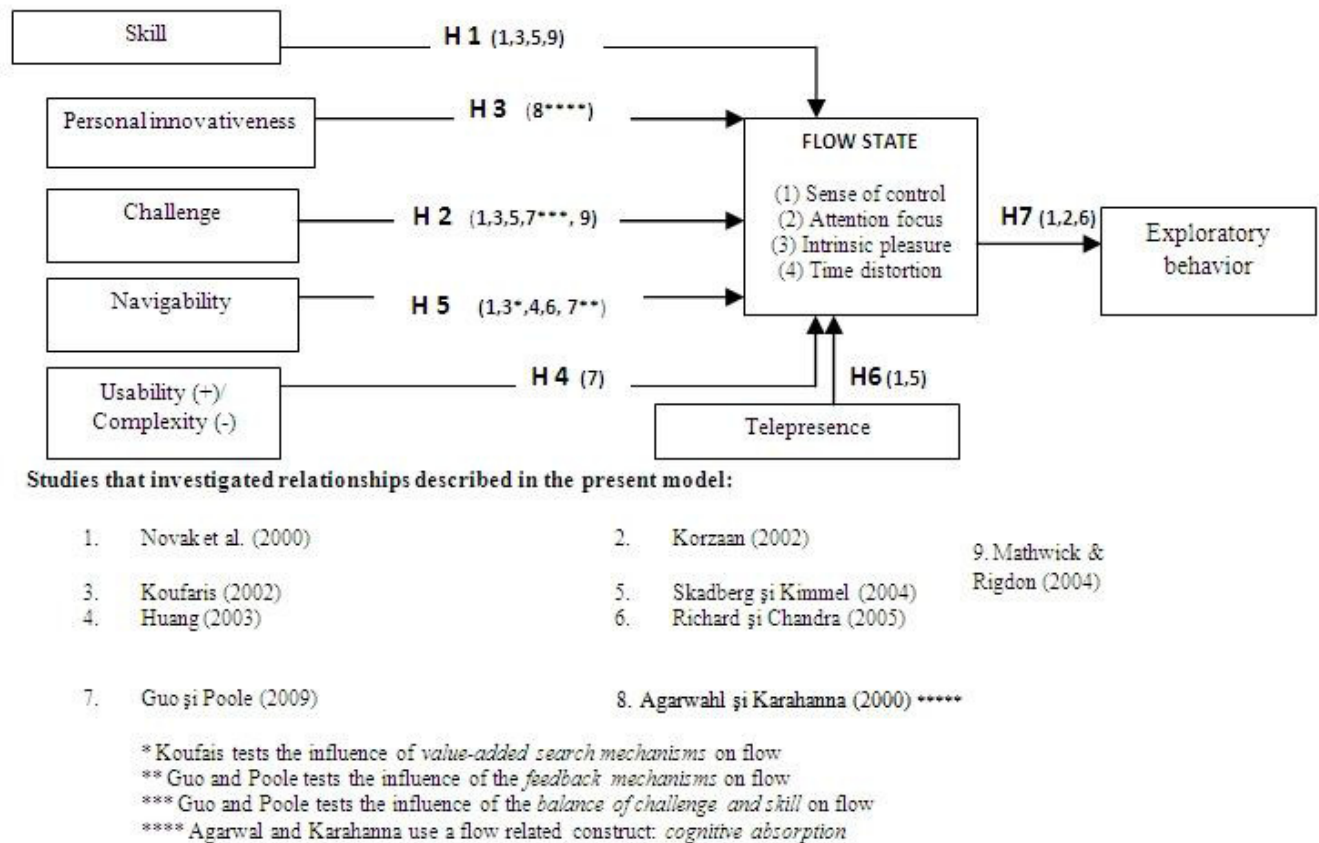 Skill
H 1 (1,3,5,9)
Personal innovativeness
H 3 (8****)
FLOW STATE
(1) Sense of control
(2) Attention focus
(3) Intrinsic pleasure
(4) Time distortion
Challenge
H 2 (1,3,5,7***, 9)
H7 (1,2,6)
Exploratory
behavior
Navigability
H 5 (1,3*,4,6, 7**)
Usability (+)/
Complexity (-)
H 4 (7)
H6 (1,5)
Telepresence
Studies that investigated relationships described in the present model:
1. Novak et al. (2000)
2. Korzaan (2002)
9. Mathwick &
Rigdon (2004)
3. Koufaris (2002)
5. Skadberg şi Kimmel (2004)
4. Huang (2003)
6. Richard şi Chandra (2005)
7. Guo şi Poole (2009)
8. Agarwahl şi Karahanna (2000) *****
* Koufais tests the influence of value-added search mechanisms on flow
** Guo and Poole tests the influence of the feedback mechanisms on flow
*** Guo and Poole tests the influence of the balance of challenge and skill on flow
**** Agarwal and Karahanna use a flow related construct: cognitive absorption